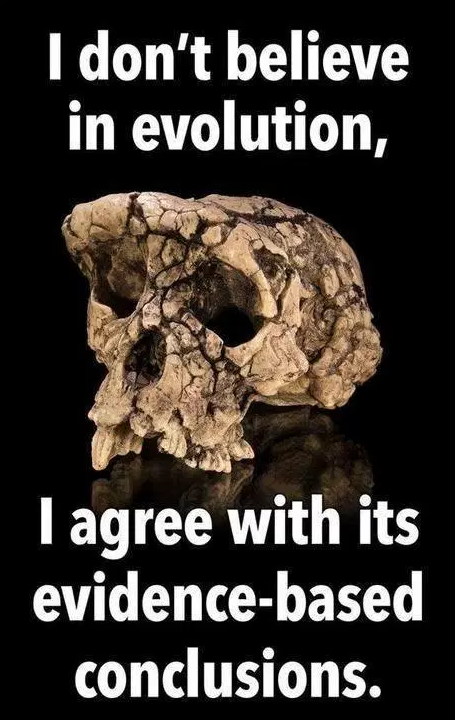 I don’t believe
in evolution,
I agree with its
evidence-based
conclusions.